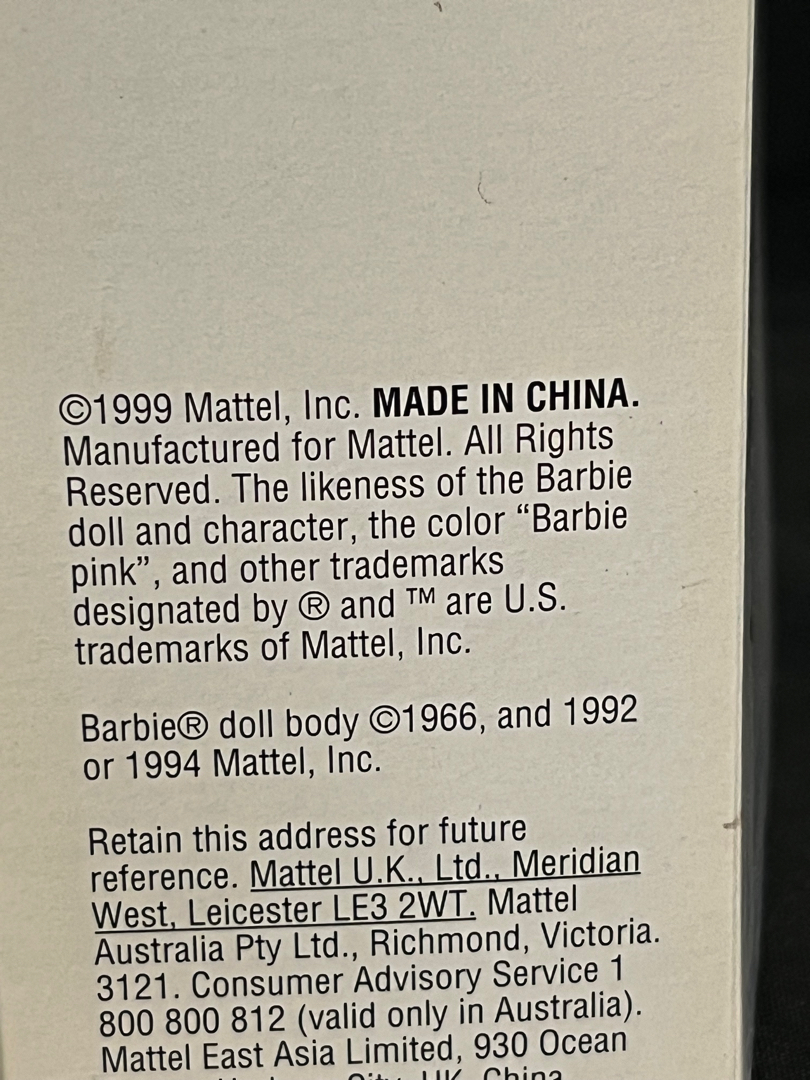 ©1999 Mattel, Inc. MADE IN CHINA.
Manufactured for Mattel. All Rights
Reserved. The likeness of the Barbie
doll and character, the color “Barbie
pink”, and other trademarks
designated by ® and ™ are U.S.
trademarks of Mattel, Inc.
Barbie® doll body ©1966, and 1992
or 1994 Mattel, Inc.
Retain this address for future
reference. Mattel U.K., Ltd., Meridian
West, Leicester LE3 2WT. Mattel
Australia Pty Ltd., Richmond, Victoria.
3121. Consumer Advisory Service 1
800 800 812 (valid only in Australia).
Mattel East Asia Limited, 930 Ocean
City, HK, China